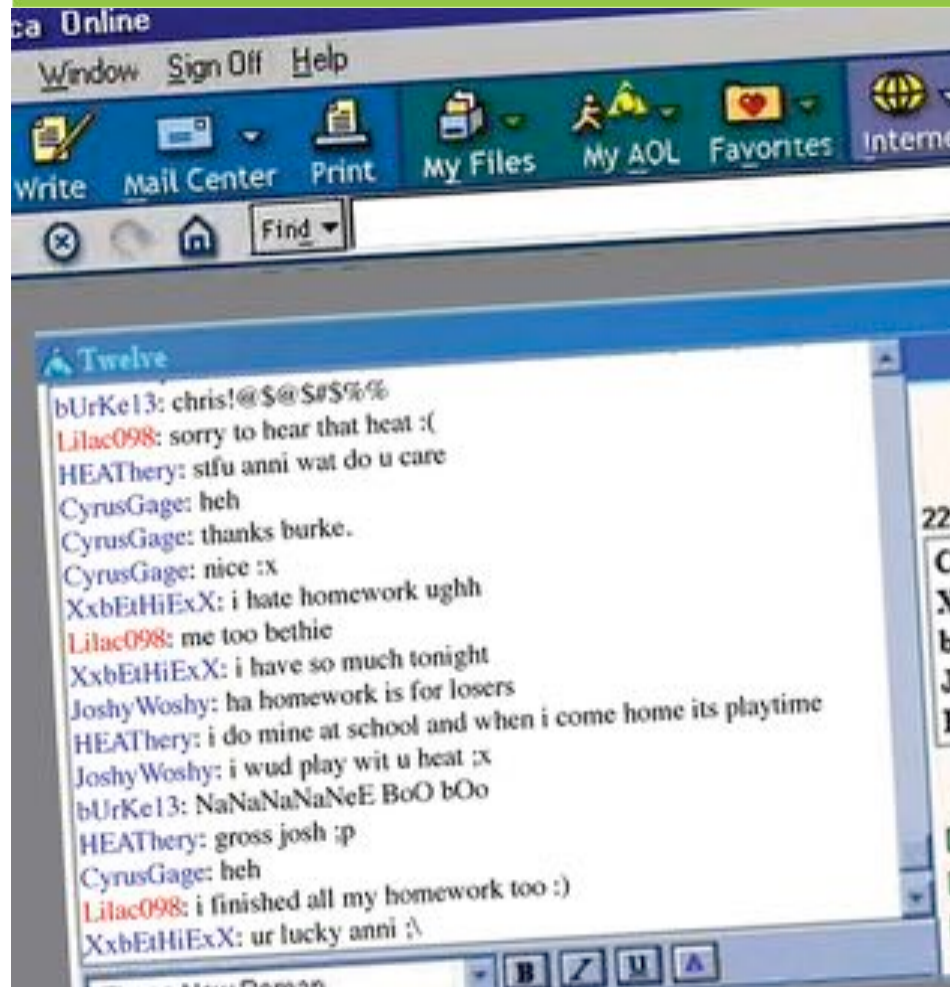 ca Online
Window Sign Off Help
Write Mail Center Print My Files My AOL Favorites Interne
Find
Twelve
bUrKe13: chris!@$@$#$%%
Lilac098: sorry to hear that heat :(
HEAThery: stfu anni wat do u care
CyrusGage: heh
CyrusGage: thanks burke.
CyrusGage: nice :x
XxbEtHiExX: i hate homework ughh
Lilac098: me too bethie
XxbEtHiExX: i have so much tonight
JoshyWoshy: ha homework is for losers
HEAThery: i do mine at school and when i come home its playtime
JoshyWoshy: i wud play wit u heat ;x
bUrKe13: NaNaNaNaNeE BoO bOo
HEAThery: gross josh ;p
CyrusGage: heh
Lilac098: i finished all my homework too :)
XxbEtHiExX: ur lucky anni ;\
22
C
X
b
J
B I U A